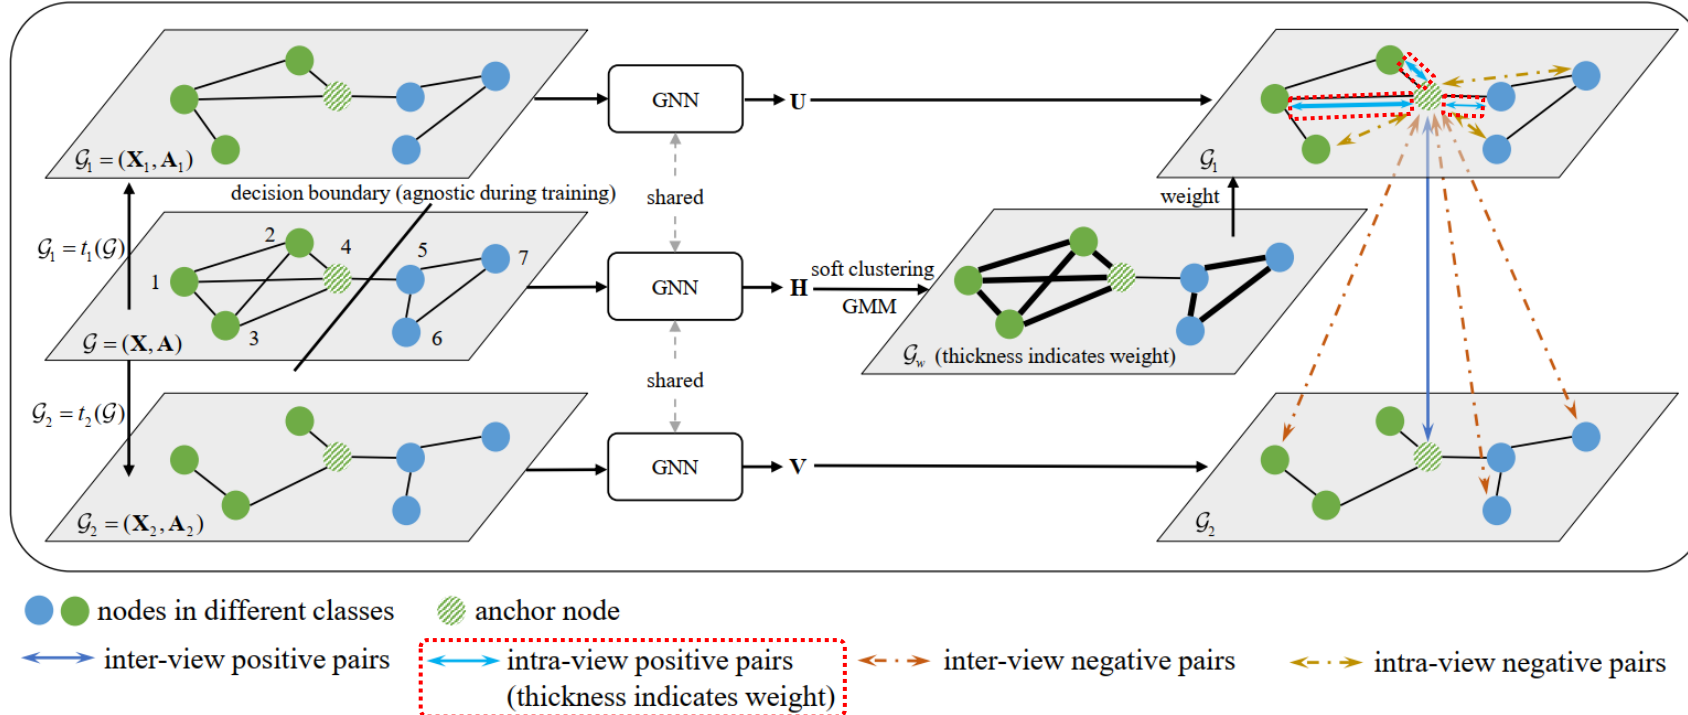 GNN
U
𝒢₁ = (X₁, A₁)
𝒢₁
decision boundary (agnostic during training)
shared
weight
𝒢₁ = t₁(𝒢)
2
4
5
7
1
GNN
H
soft clustering
GMM
3
6
𝒢 = (X, A)
𝒢w (thickness indicates weight)
shared
𝒢₂ = t₂(𝒢)
GNN
V
𝒢₂ = (X₂, A₂)
𝒢₂
nodes in different classes
anchor node
inter-view positive pairs
intra-view positive pairs
(thickness indicates weight)
inter-view negative pairs
intra-view negative pairs